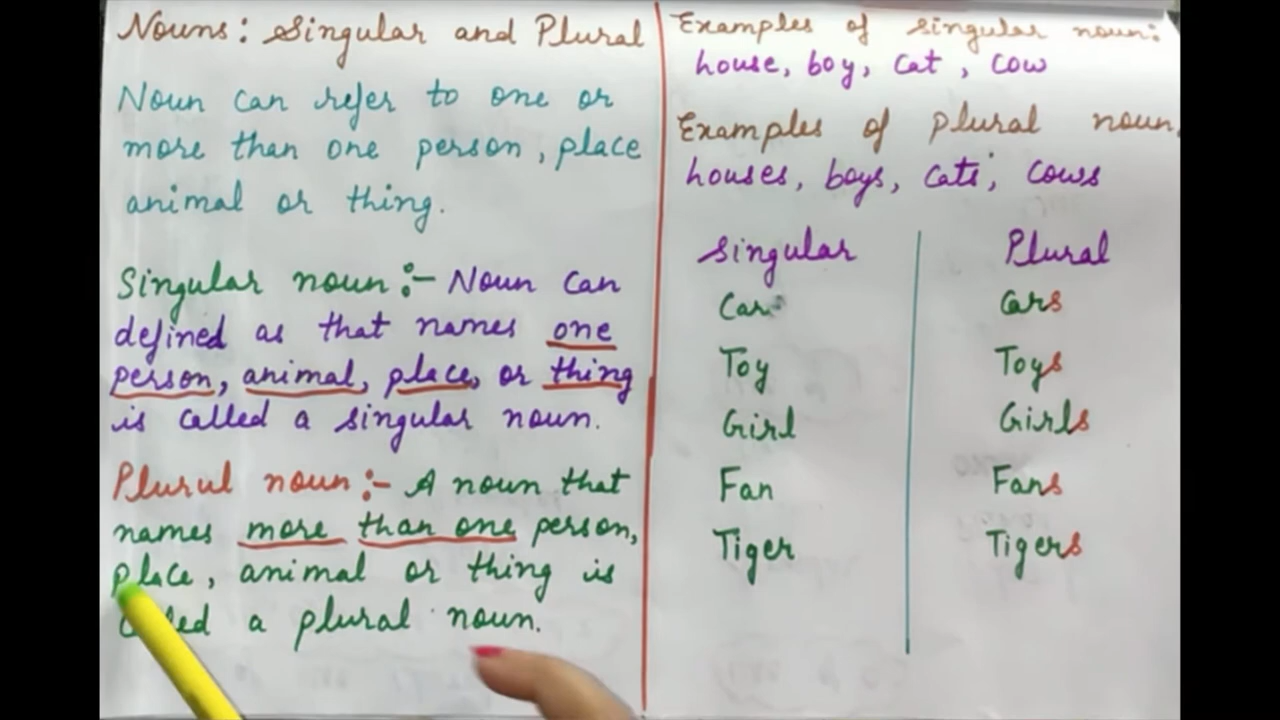 Nouns: Singular and Plural
Noun can refer to one or
more than one person, place
animal or thing.
Singular noun :- Noun can
defined as that names one
person, animal, place, or thing
is called a singular noun.
Plurul noun :- A noun that
names more than one person,
place, animal or thing is
called a plural noun.
Examples of singular noun:
house, boy, cat, cow
Examples of plural noun.
houses, boys, cats, cows
Singular Plural
Car Cars
Toy Toys
Girl Girls
Fan Fans
Tiger Tigers